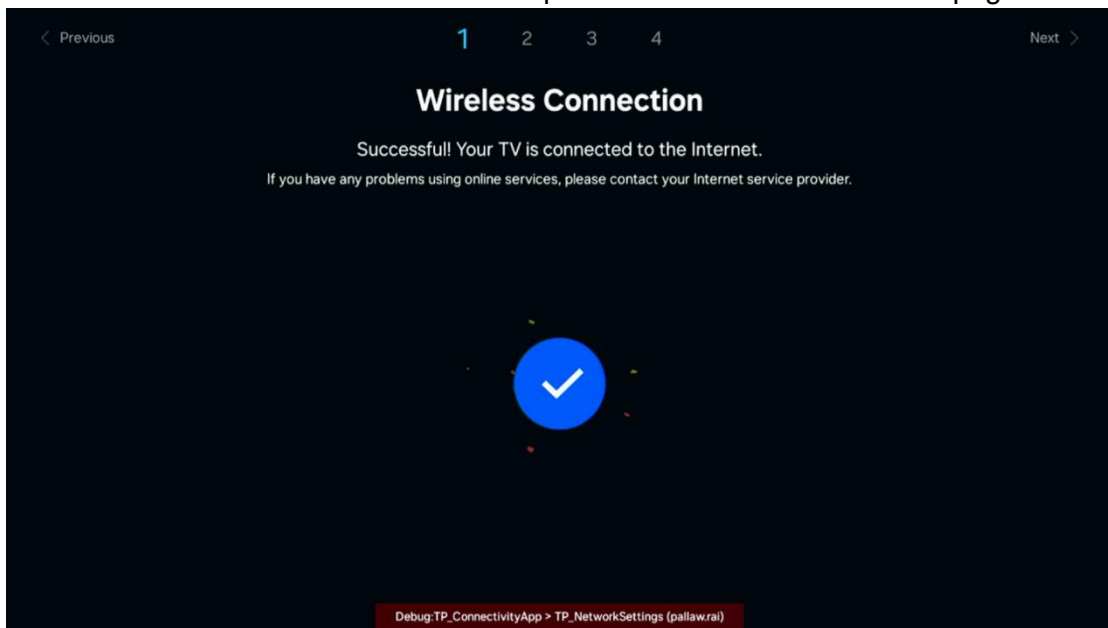 < Previous 1 2 3 4 Next >
Wireless Connection
Successful! Your TV is connected to the Internet.
If you have any problems using online services, please contact your Internet service provider.
Debug:TP_ConnectivityApp > TP_NetworkSettings (pallaw.rai)